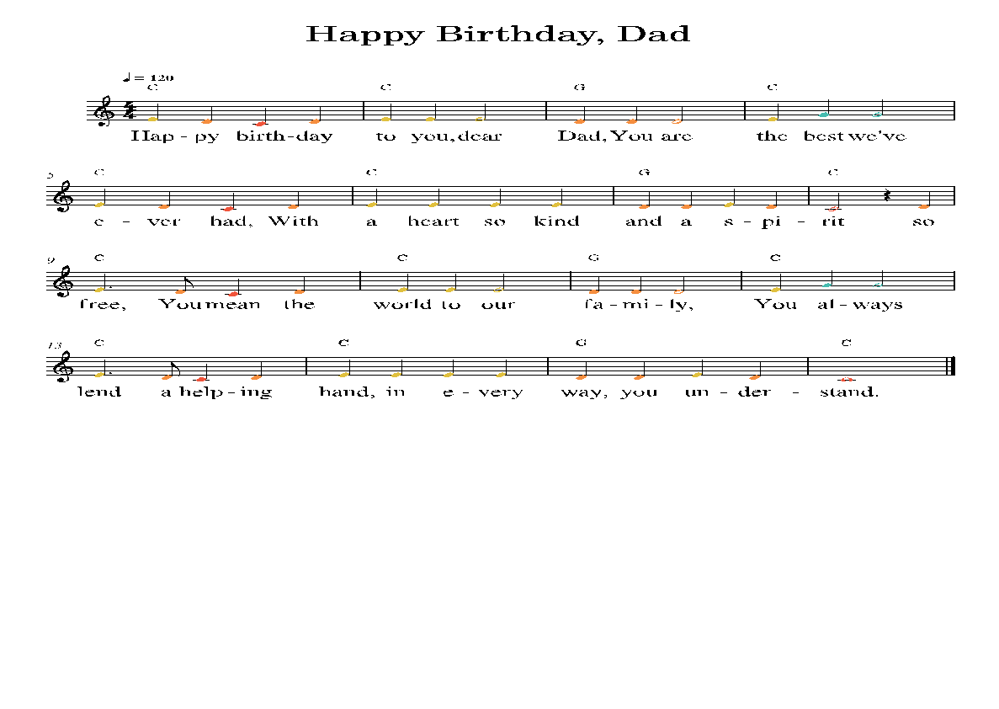 Happy Birthday, Dad
♩ = 120
C C G C
Hap - py birth - day to you, dear Dad, You are the best we've
5 C C G C
e - ver had, With a heart so kind and a s - pi - rit so
9 C C G C
free, You mean the world to our fa - mi - ly, You al - ways
13 C C G C
lend a help - ing hand, in e - very way, you un - der - stand.